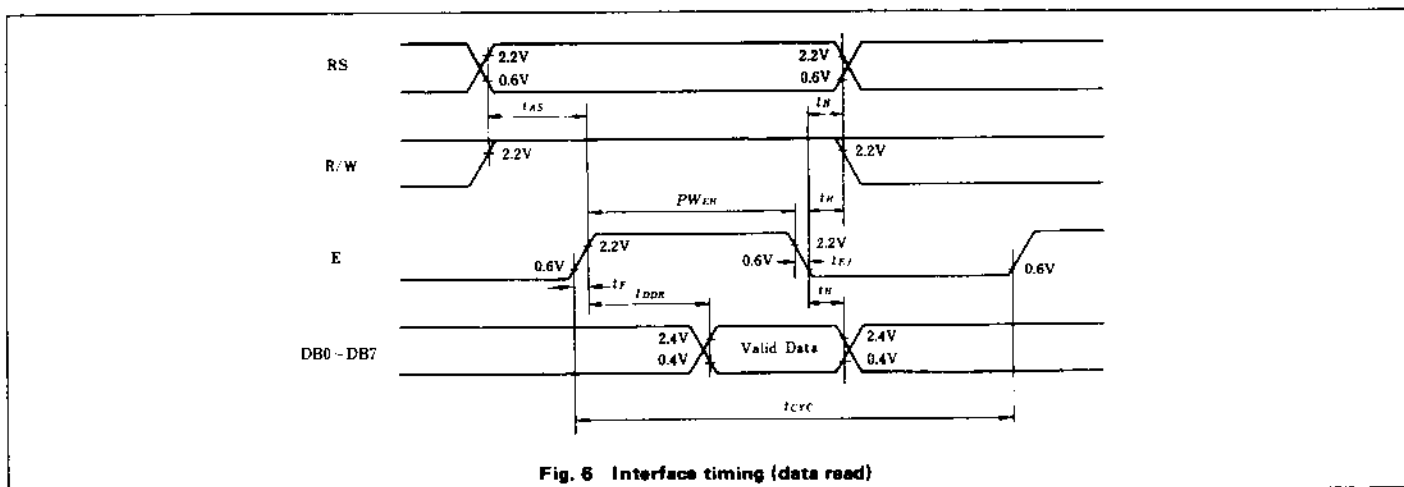 RS
2.2V
0.6V
2.2V
0.6V
tAS
tH
R/W
2.2V
2.2V
PWEH
tH
E
0.6V
2.2V
0.6V
2.2V
tEf
0.6V
tF
tDDR
tH
DB0~DB7
2.4V
0.4V
Valid Data
2.4V
0.4V
tCYC
Fig. 6 Interface timing (data read)